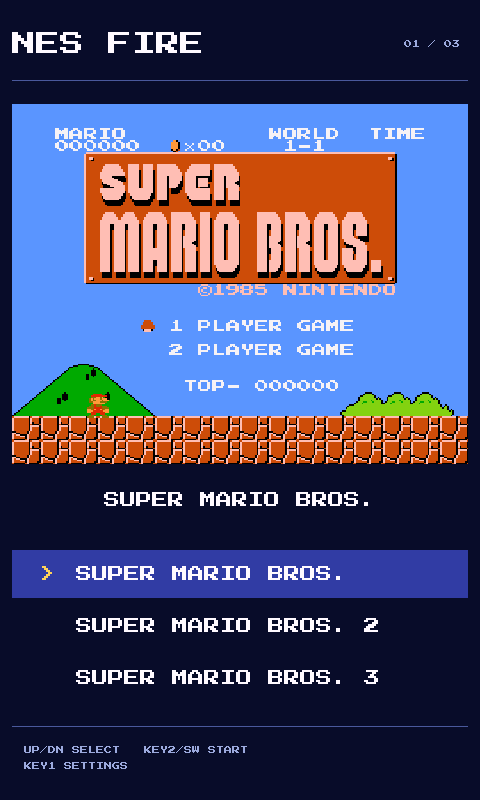 NES FIRE
01 / 03
MARIO WORLD TIME
000000 ×00 1-1
SUPER
MARIO BROS.
©1985 NINTENDO
1 PLAYER GAME
2 PLAYER GAME
TOP- 000000
SUPER MARIO BROS.
> SUPER MARIO BROS.
SUPER MARIO BROS. 2
SUPER MARIO BROS. 3
UP/DN SELECT KEY2/SW START
KEY1 SETTINGS